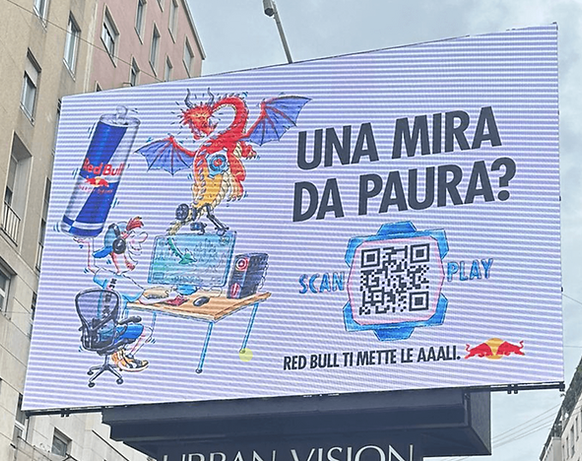 UNA MIRA
DA PAURA?
Red Bull
SCAN
PLAY
RED BULL TI METTE LE AAALI.
URBAN VISION